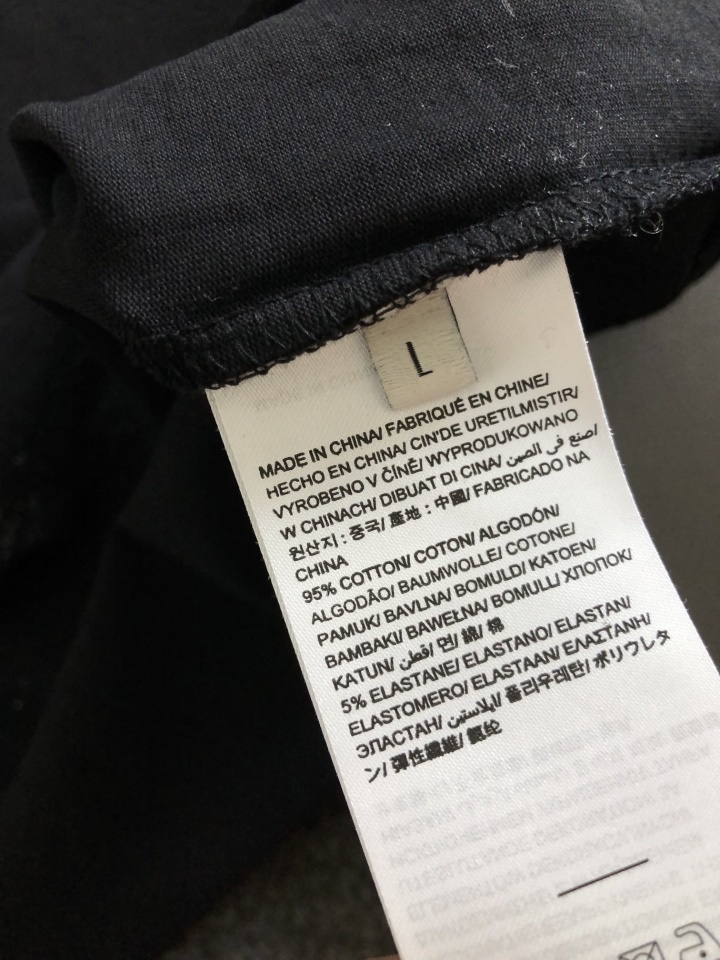 L
MADE IN CHINA/ FABRIQUÉ EN CHINE/
HECHO EN CHINA/ CIN'DE URETILMISTIR/
VYROBENO V ČÍNĚ/ WYPRODUKOWANO
W CHINACH/ DIBUAT DI CINA/ صنع في الصين/
원산지 : 중국/ 產地 : 中國/ FABRICADO NA
CHINA
95% COTTON/ COTON/ ALGODÓN/
ALGODÃO/ BAUMWOLLE/ COTONE/
PAMUK/ BAVLNA/ BOMULD/ KATOEN/
BAMBAKI/ BAWEŁNA/ BOMULL/ ХЛОПОК/
KATUN/ قطن/ 면/ 綿/ 棉
5% ELASTANE/ ELASTANO/ ELASTAN/
ELASTOMERO/ ELASTAAN/ ΕΛΑΣΤΑΝΗ/
ЭЛАСТАН/ ايلاستين/ 폴리우레탄/ ポリウレタ
ン/ 彈性纖維/ 氨纶